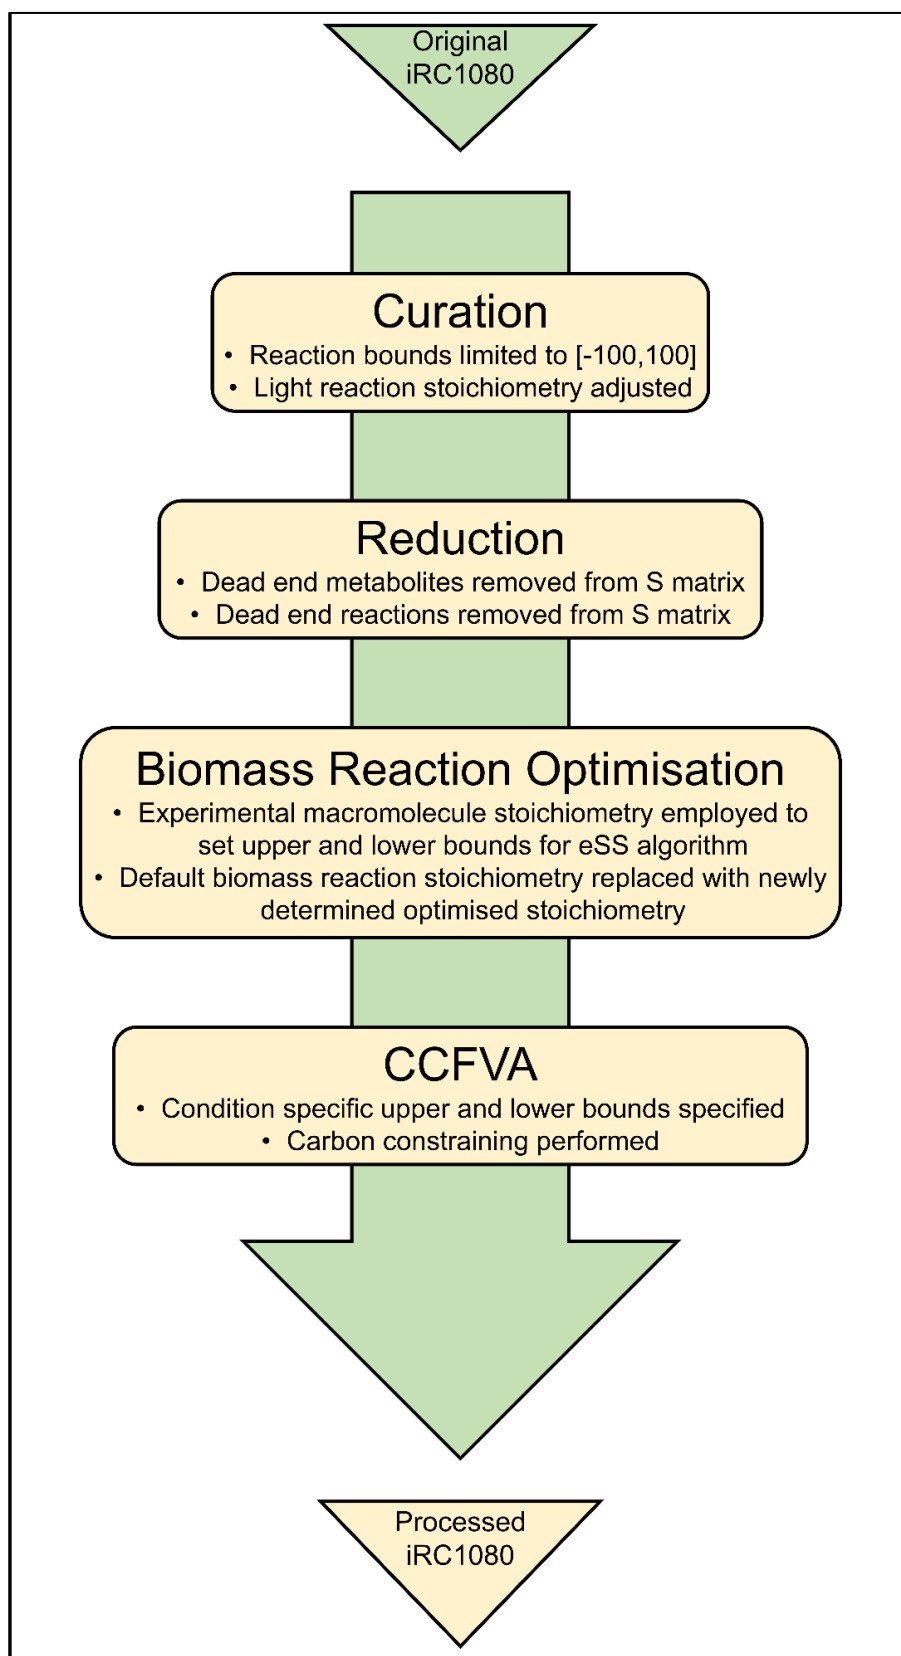 Original
iRC1080
Curation
• Reaction bounds limited to [-100,100]
• Light reaction stoichiometry adjusted
Reduction
• Dead end metabolites removed from S matrix
• Dead end reactions removed from S matrix
Biomass Reaction Optimisation
• Experimental macromolecule stoichiometry employed to
set upper and lower bounds for eSS algorithm
• Default biomass reaction stoichiometry replaced with newly
determined optimised stoichiometry
CCFVA
• Condition specific upper and lower bounds specified
• Carbon constraining performed
Processed
iRC1080